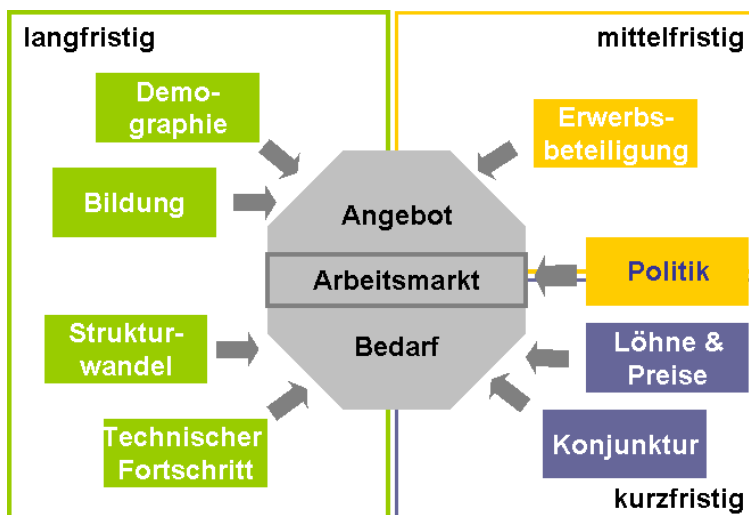 langfristig
mittelfristig
Demo-
graphie
Erwerbs-
beteiligung
Bildung
Angebot
Arbeitsmarkt
Politik
Struktur-
wandel
Bedarf
Löhne &
Preise
Technischer
Fortschritt
Konjunktur
kurzfristig